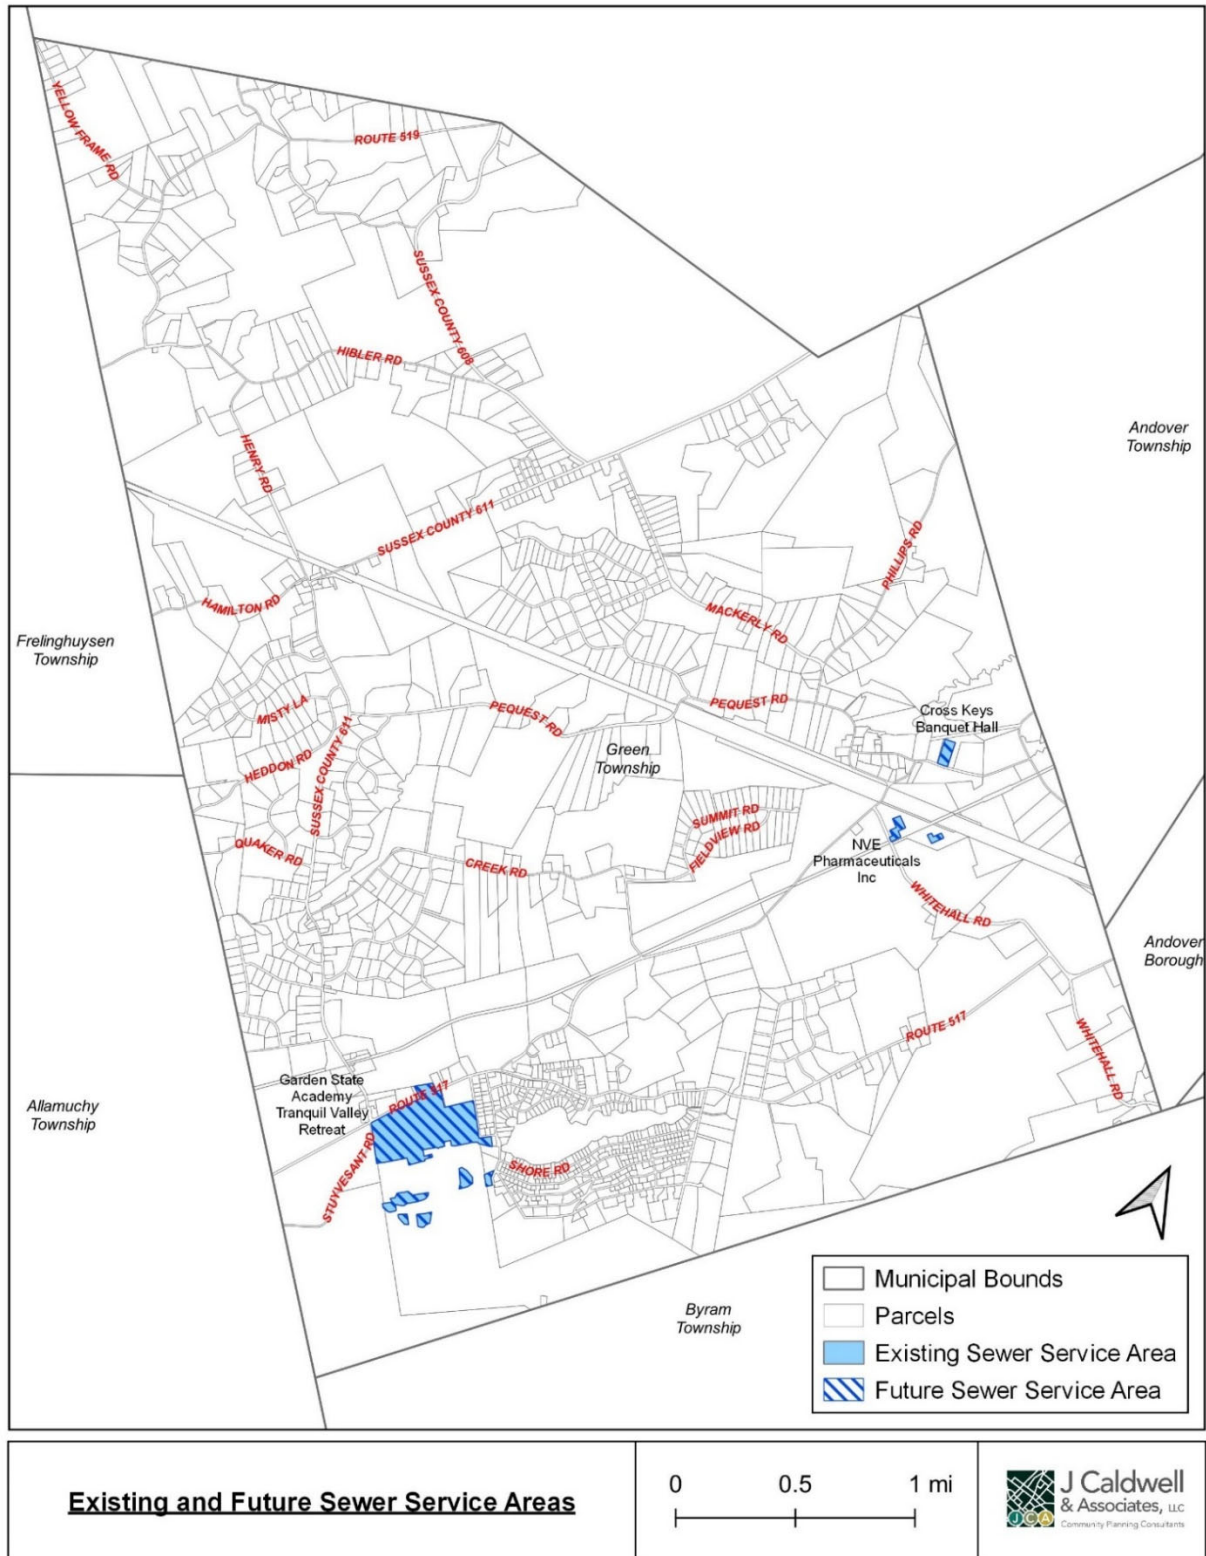 YELLOW FRAME RD
ROUTE 519
SUSSEX COUNTY 608
HIBLER RD
HENRY RD
SUSSEX COUNTY 611
Andover
Township
PHILLIPS RD
HAMILTON RD
MACKERLY RD
Frelinghuysen
Township
MISTY LA
PEQUEST RD
PEQUEST RD
Cross Keys
Banquet Hall
Green
Township
HEDDON RD
SUSSEX COUNTY 611
SUMMIT RD
FIELDVIEW RD
QUAKER RD
CREEK RD
NVE
Pharmaceuticals
Inc
WHITEHALL RD
Andover
Borough
ROUTE 517
WHITEHALL RD
Garden State
Academy
Tranquil Valley
Retreat
ROUTE 517
Allamuchy
Township
STUYVESANT RD
SHORE RD
Byram
Township
Municipal Bounds
Parcels
Existing Sewer Service Area
Future Sewer Service Area
Existing and Future Sewer Service Areas
0 0.5 1 mi
JCA
J Caldwell
& Associates, LLC
Community Planning Consultants